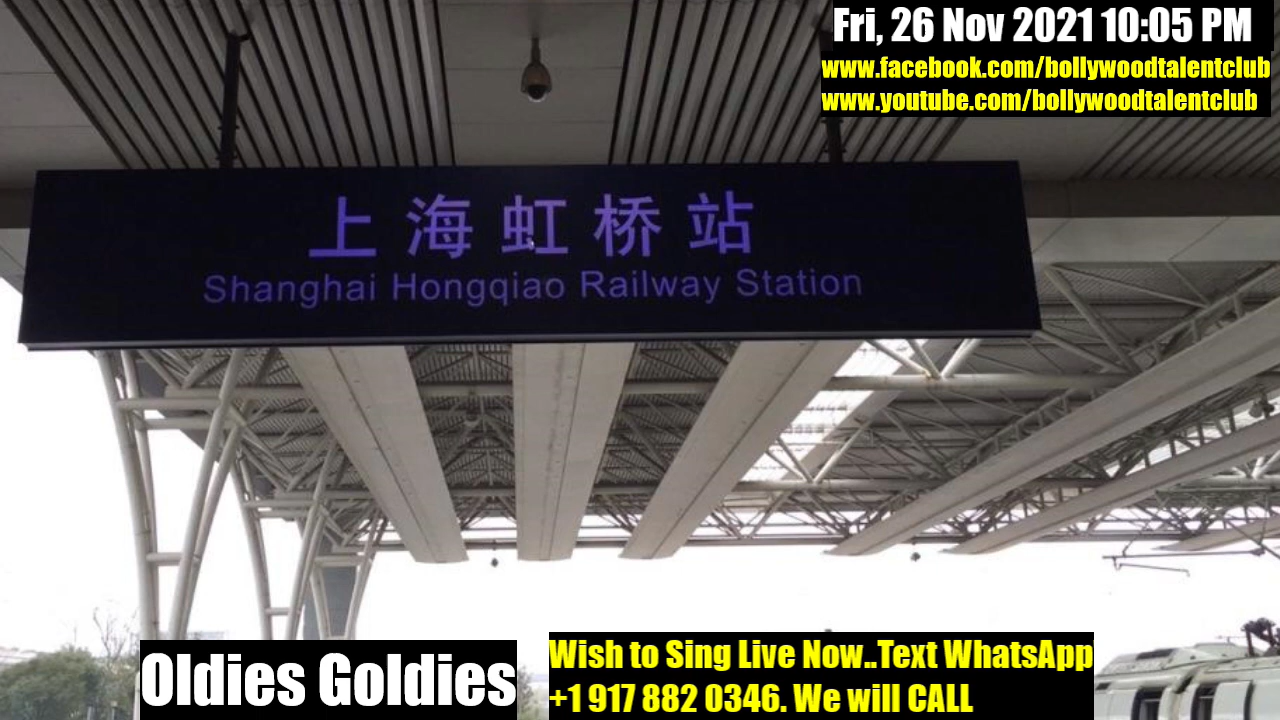 Fri, 26 Nov 2021 10:05 PM
www.facebook.com/bollywoodtalentclub
www.youtube.com/bollywoodtalentclub
上海虹桥站
Shanghai Hongqiao Railway Station
Oldies Goldies
Wish to Sing Live Now..Text WhatsApp
+1 917 882 0346. We will CALL